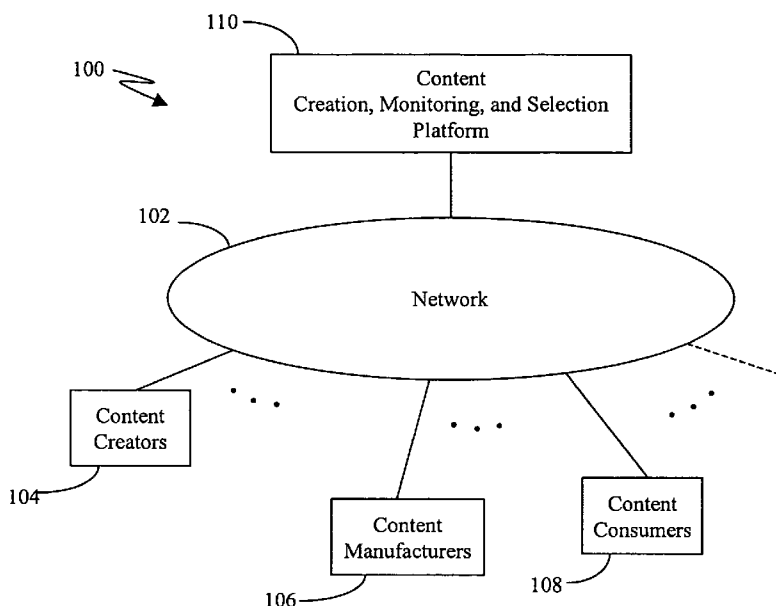 110
100
Content
Creation, Monitoring, and Selection
Platform
102
Network
Content
Creators
104
Content
Manufacturers
106
Content
Consumers
108